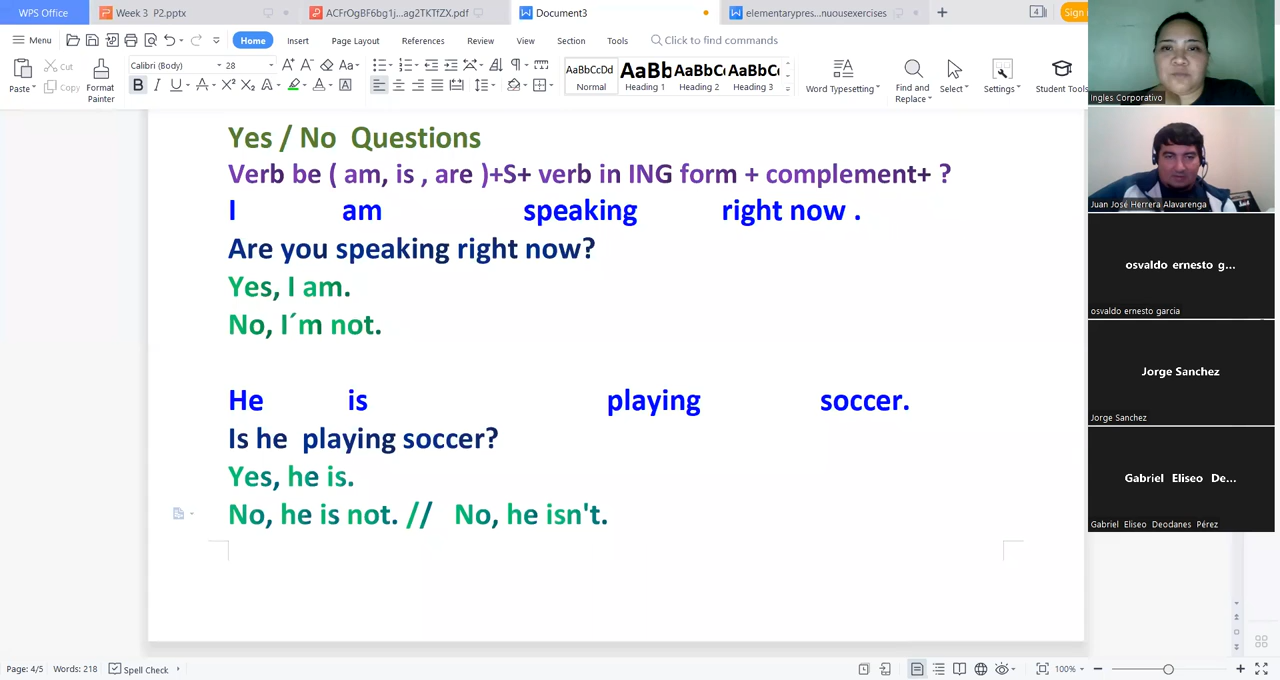 WPS Office
Week 3 P2.pptx
ACFrOgBF6bg1j...ag2TKTfZX.pdf
Document3
elementarypres...nuousexercises
4
Sign i
Menu
Home
Insert
Page Layout
References
Review
View
Section
Tools
Click to find commands
Paste
Cut
Copy
Format Painter
Calibri (Body)
28
AaBbCcDd
Normal
AaBb
Heading 1
AaBbC
Heading 2
AaBbC
Heading 3
Word Typesetting
Find and Replace
Select
Settings
Student Tools
Yes / No Questions
Verb be ( am, is , are )+S+ verb in ING form + complement+ ?
I am speaking right now .
Are you speaking right now?
Yes, I am.
No, I´m not.
He is playing soccer.
Is he playing soccer?
Yes, he is.
No, he is not. // No, he isn't.
Ingles Corporativo
Juan José Herrera Alavarenga
osvaldo ernesto g...
osvaldo ernesto garcia
Jorge Sanchez
Jorge Sanchez
Gabriel Eliseo De...
Gabriel Eliseo Deodanes Pérez
Page: 4/5
Words: 218
Spell Check
100%